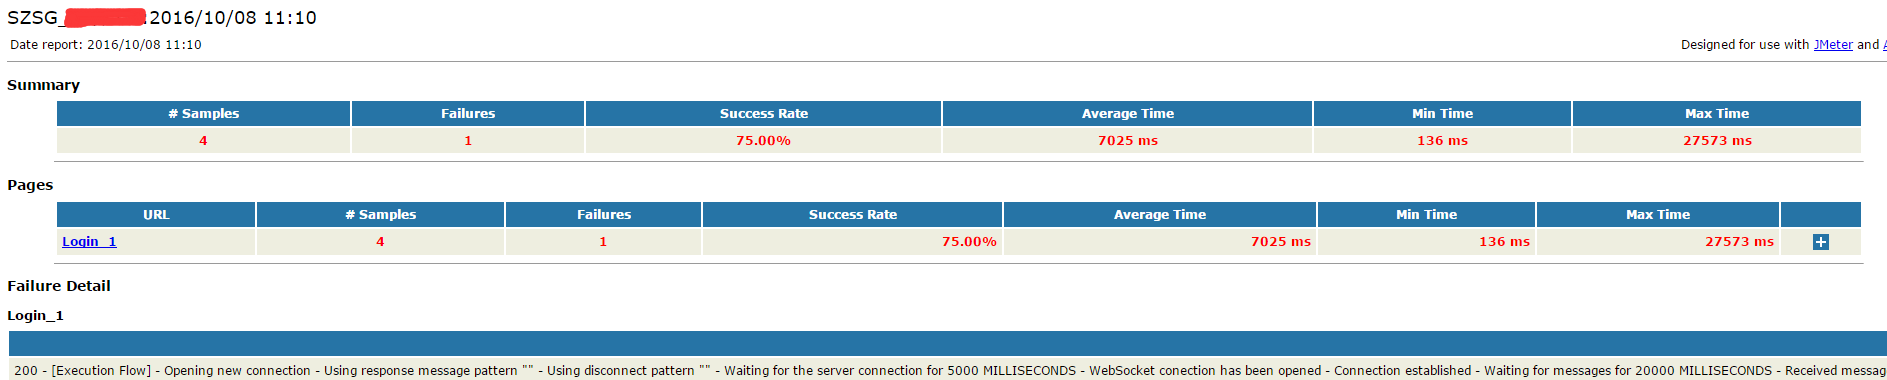 SZSG_ .2016/10/08 11:10
Date report: 2016/10/08 11:10
Designed for use with JMeter and
Summary
# Samples Failures Success Rate Average Time Min Time Max Time
4 1 75.00% 7025 ms 136 ms 27573 ms
Pages
URL # Samples Failures Success Rate Average Time Min Time Max Time
Login_1 4 1 75.00% 7025 ms 136 ms 27573 ms
Failure Detail
Login_1
200 - [Execution Flow] - Opening new connection - Using response message pattern "" - Using disconnect pattern "" - Waiting for the server connection for 5000 MILLISECONDS - WebSocket conection has been opened - Connection established - Waiting for messages for 20000 MILLISECONDS - Received messag